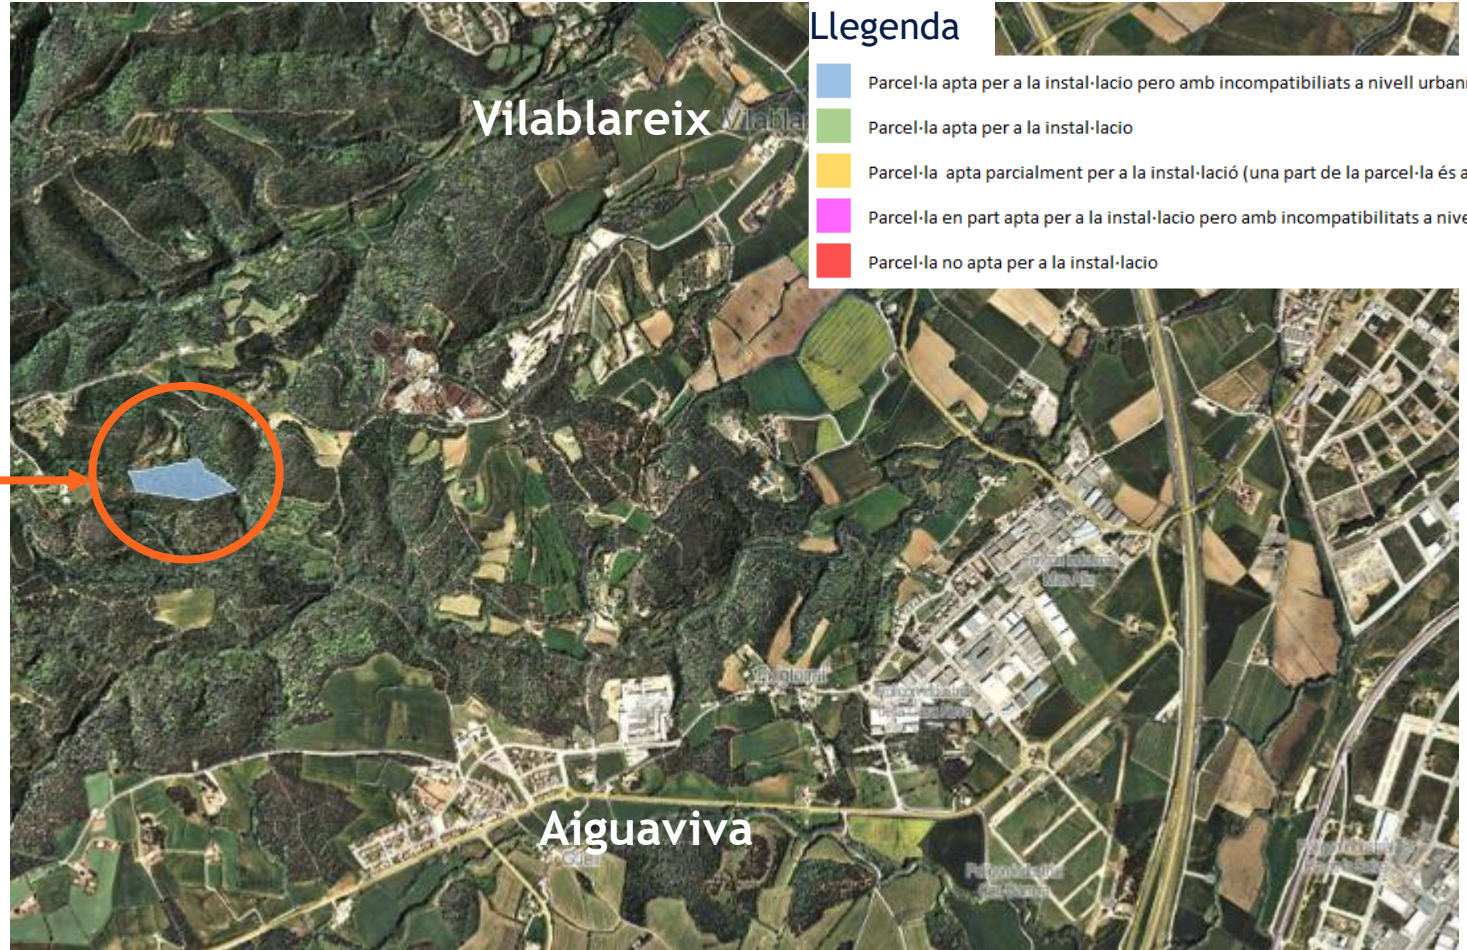 Llegenda
Parcel·la apta per a la instal·lacio pero amb incompatibiliats a nivell urbaní
Parcel·la apta per a la instal·lacio
Parcel·la apta parcialment per a la instal·lació (una part de la parcel·la és a
Parcel·la en part apta per a la instal·lacio pero amb incompatibilitats a nive
Parcel·la no apta per a la instal·lacio
Vilablareix
Aiguaviva